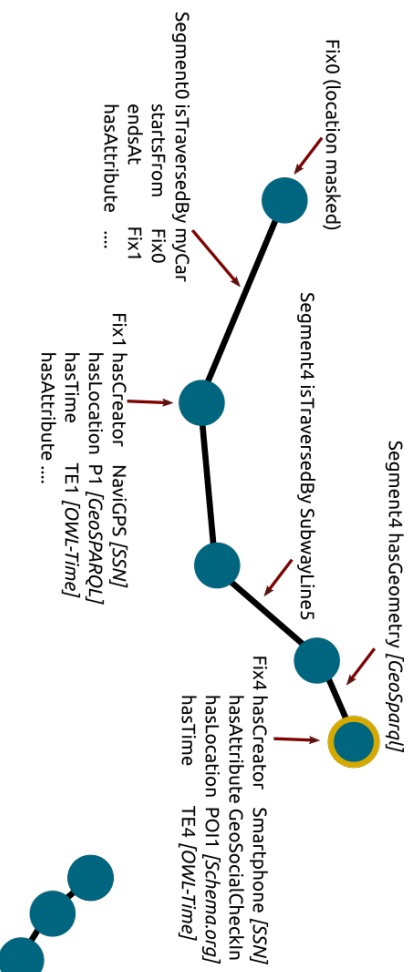 Fix0 (location masked)
Segment0 isTraversedBy myCar
startsFrom Fix0
endsAt Fix1
hasAttribute ....
Segment4 isTraversedBy SubwayLine5
Segment4 hasGeometry [GeoSparql]
Fix1 hasCreator NaviGPS [SSN]
hasLocation P1 [GeoSPARQL]
hasTime TE1 [OWL-Time]
hasAttribute ....
Fix4 hasCreator Smartphone [SSN]
hasAttribute GeoSocialCheckIn
hasLocation POI1 [Schema.org]
hasTime TE4 [OWL-Time]